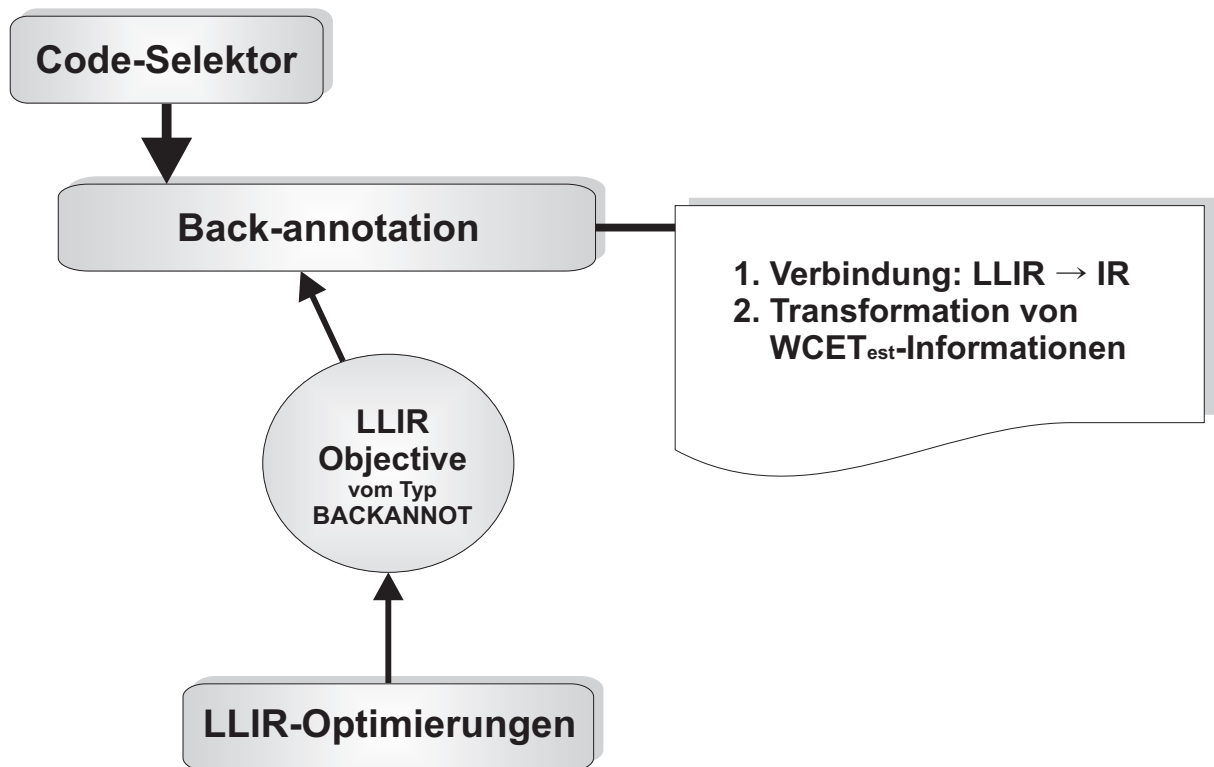 Code-Selektor
Back-annotation
1. Verbindung: LLIR → IR
2. Transformation von
WCETest-Informationen
LLIR
Objective
vom Typ
BACKANNOT
LLIR-Optimierungen